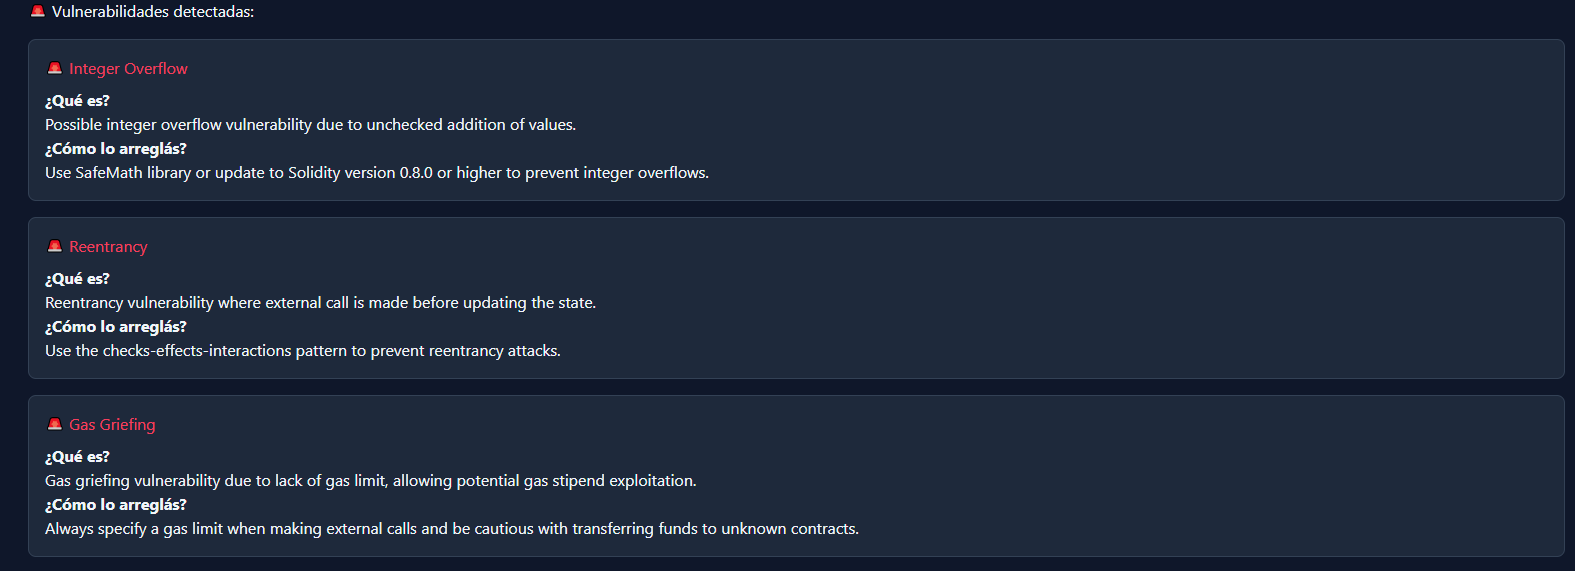 🚨 Vulnerabilidades detectadas:
🚨 Integer Overflow
¿Qué es?
Possible integer overflow vulnerability due to unchecked addition of values.
¿Cómo lo arreglás?
Use SafeMath library or update to Solidity version 0.8.0 or higher to prevent integer overflows.
🚨 Reentrancy
¿Qué es?
Reentrancy vulnerability where external call is made before updating the state.
¿Cómo lo arreglás?
Use the checks-effects-interactions pattern to prevent reentrancy attacks.
🚨 Gas Griefing
¿Qué es?
Gas griefing vulnerability due to lack of gas limit, allowing potential gas stipend exploitation.
¿Cómo lo arreglás?
Always specify a gas limit when making external calls and be cautious with transferring funds to unknown contracts.